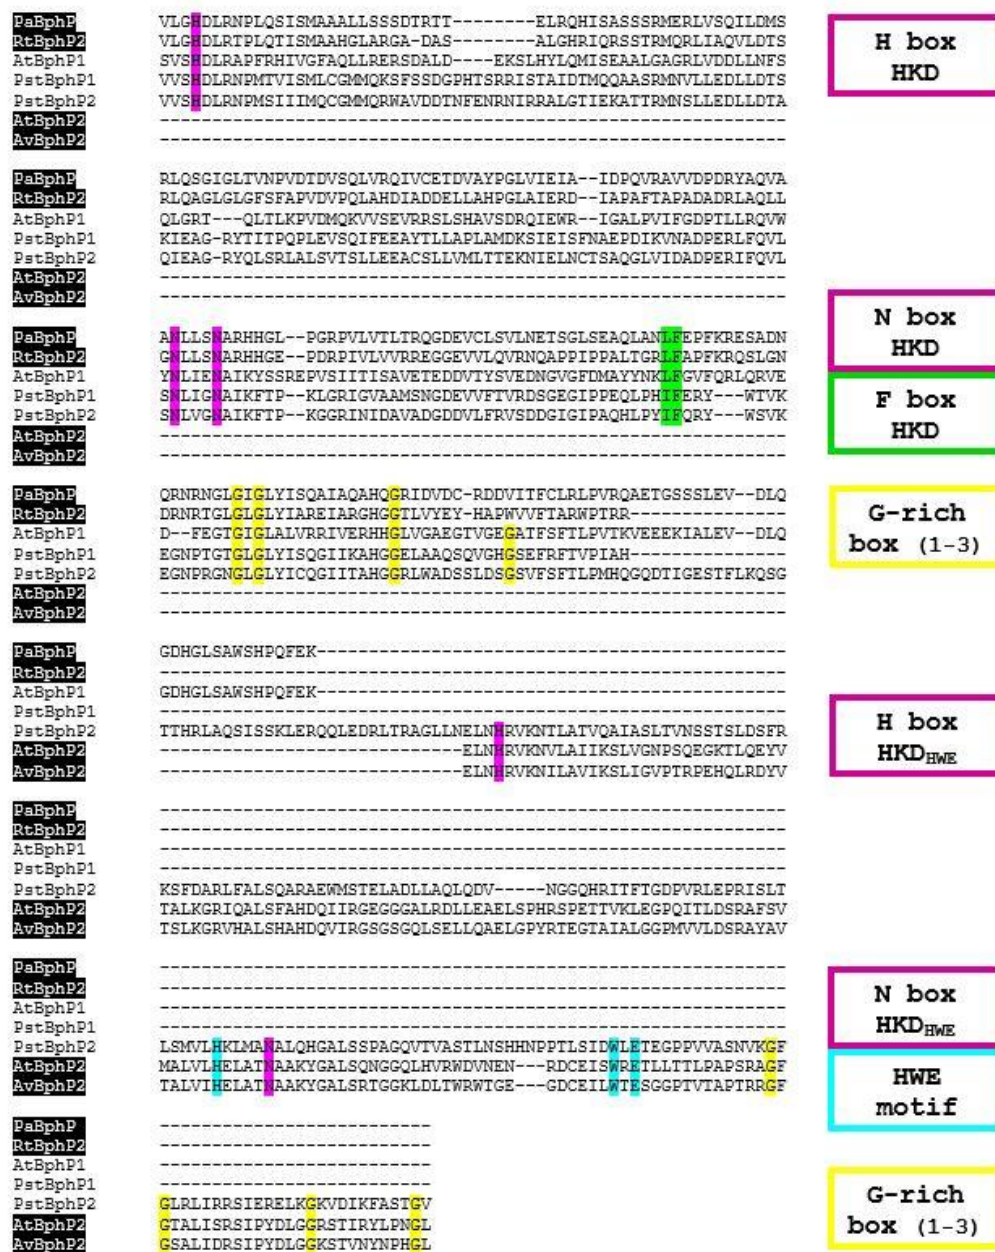 PaBphP VLGHDLRNPLQSISMAAALLSSSDTRTT--------ELRQHISASSSRMERLVSQILDMS
RtBphP2 VLGHDLRTPLQTISMAAHGLARGA-DAS--------ALGHRIQRSSTRMQRLIAQVLDTS
AtBphP1 SVSHDLRAPFRHIVGFAQLLRERSDALD----EKSLHYLQMISEAALGAGRLVDDLLNFS
PstBphP1 VVSHDLRNPMTVISMLCGMMQKSFSSDGPHTSRRISTAIDTMQQAASRMNVLLEDLLDTS
PstBphP2 VVSHDLRNPMSIIIMQCGMMQRWAVDDTNFENRNIRRALGTIEKATTRMNSLLEDLLDTA
AtBphP2 ------------------------------------------------------------
AvBphP2 ------------------------------------------------------------
H box
HKD
PaBphP RLQSGIGLTVNPVDTDVSQLVRQIVCETDVAYPGLVIEIA--IDPQVRAVVDPDRYAQVA
RtBphP2 RLQAGLGLGFSFAPVDVPQLAHDIADDELLAHPGLAIERD--IAPAFTAPADADRLAQLL
AtBphP1 QLGRT---QLTLKPVDMQKVVSEVRRSLSHAVSDRQIEWR--IGALPVIFGDPTLLRQVW
PstBphP1 KIEAG-RYTITPQPLEVSQIFEEAYTLLAPLAMDKSIEISFNAEPDIKVNADPERLFQVL
PstBphP2 QIEAG-RYQLSRLALSVTSLLEEACSLLVMLTTEKNIELNCTSAQGLVIDADPERIFQVL
AtBphP2 ------------------------------------------------------------
AvBphP2 ------------------------------------------------------------
PaBphP ANLLSNARHHGL--PGRPVLVTLTRQGDEVCLSVLNETSGLSEAQLANLFEPFKRESADN
RtBphP2 GNLLSNARHHGE--PDRPIVLVVRREGGEVVLQVRNQAPPIPPALTGRLFAPFKRQSLGN
AtBphP1 YNLIENAIKYSSREPVSIITISAVETEDDVTYSVEDNGVGFDMAYYNKLFGVFQRLQRVE
PstBphP1 SNLIGNAIKFTP--KLGRIGVAAMSNGDEVVFTVRDSGEGIPPEQLPHIFERY---WTVK
PstBphP2 SNLVGNAIKFTP--KGGRINIDAVADGDDVLFRVSDDGIGIPAQHLPYIFQRY---WSVK
AtBphP2 ------------------------------------------------------------
AvBphP2 ------------------------------------------------------------
N box
HKD
F box
HKD
PaBphP QRNRNGLGIGLYISQAIAQAHQGRIDVDC-RDDVITFCLRLPVRQAETGSSSLEV--DLQ
RtBphP2 DRNRTGLGLGLYIAREIARGHGGTLVYEY-HAPWVVFTARWPTRR---------------
AtBphP1 D--FEGTGIGLALVRRIVERHHGLVGAEGTVGEGATFSFTLPVTKVEEEKIALEV--DLQ
PstBphP1 EGNPTGTGLGLYISQGIIKAHGGELAAQSQVGHGSEFRFTVPIAH---------------
PstBphP2 EGNPRGNGLGLYICQGIITAHGGRLWADSSLDSGSVFSFTLPMHQGQDTIGESTFLKQSG
AtBphP2 ------------------------------------------------------------
AvBphP2 ------------------------------------------------------------
G-rich
box (1-3)
PaBphP GDHGLSAWSHPQFEK---------------------------------------------
RtBphP2 ------------------------------------------------------------
AtBphP1 GDHGLSAWSHPQFEK---------------------------------------------
PstBphP1 ------------------------------------------------------------
PstBphP2 TTHRLAQSISSKLERQQLEDRLTRAGLLNELNHRVKNTLATVQAIASLTVNSSTSLDSFR
AtBphP2 -----------------------------ELNHRVKNVLAIIKSLVGNPSQEGKTLQEYV
AvBphP2 -----------------------------ELNHRVKNILAVIKSLIGVPTRPEHQLRDYV
H box
HKDHWE
PaBphP ------------------------------------------------------------
RtBphP2 ------------------------------------------------------------
AtBphP1 ------------------------------------------------------------
PstBphP1 ------------------------------------------------------------
PstBphP2 KSFDARLFALSQARAEWMSTELADLLAQLQDV-----NGGQHRITFTGDPVRLEPRISLT
AtBphP2 TALKGRIQALSFAHDQIIRGEGGGALRDLLEAELSPHRSPETTVKLEGPQITLDSRAFSV
AvBphP2 TSLKGRVHALSHAHDQVIRGSGSGQLSELLQAELGPYRTEGTAIALGGPMVVLDSRAYAV
PaBphP ------------------------------------------------------------
RtBphP2 ------------------------------------------------------------
AtBphP1 ------------------------------------------------------------
PstBphP1 ------------------------------------------------------------
PstBphP2 LSMVLHKLMANALQHGALSSPAGQVTVASTLNSHHNPPTLSIDWLETEGPPVVASNVKGF
AtBphP2 MALVLHELATNAAKYGALSQNGGQLHVRWDVNEN---RDCEISWRETLLTTLPAPSRAGF
AvBphP2 TALVIHELATNAAKYGALSRTGGKLDLTWRWTGE---GDCEILWTESGGPTVTAPTRRGF
N box
HKDHWE
HWE
motif
PaBphP --------------------------
RtBphP2 --------------------------
AtBphP1 --------------------------
PstBphP1 --------------------------
PstBphP2 GLRLIRRSIERELKGKVDIKFASTGV
AtBphP2 GTALISRSIPYDLGGRSTIRYLPNGL
AvBphP2 GSALIDRSIPYDLGGKSTVNYNPHGL
G-rich
box (1-3)